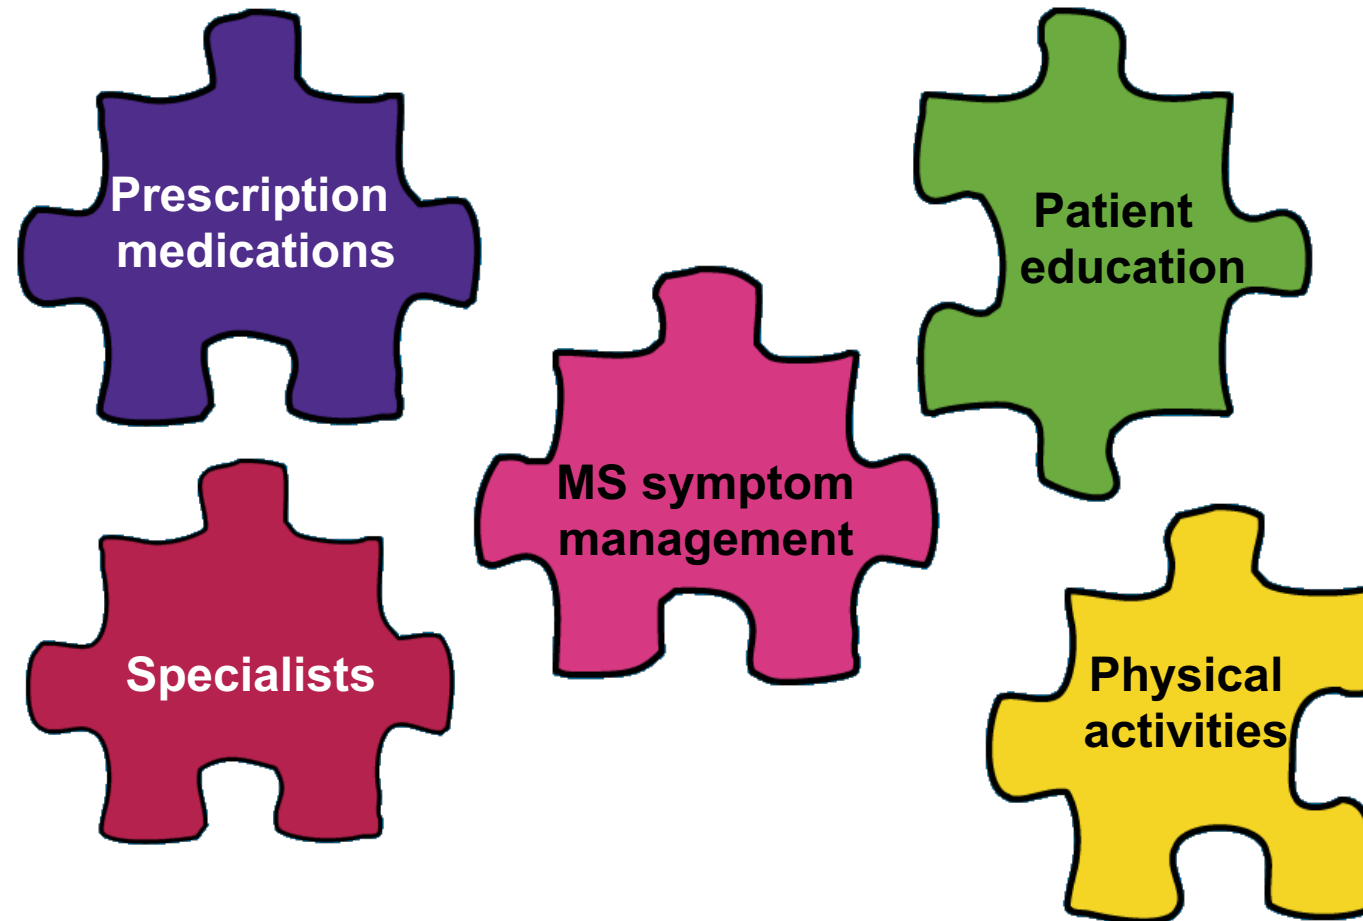 Prescription
medications
Patient
education
MS symptom
management
Specialists
Physical
activities